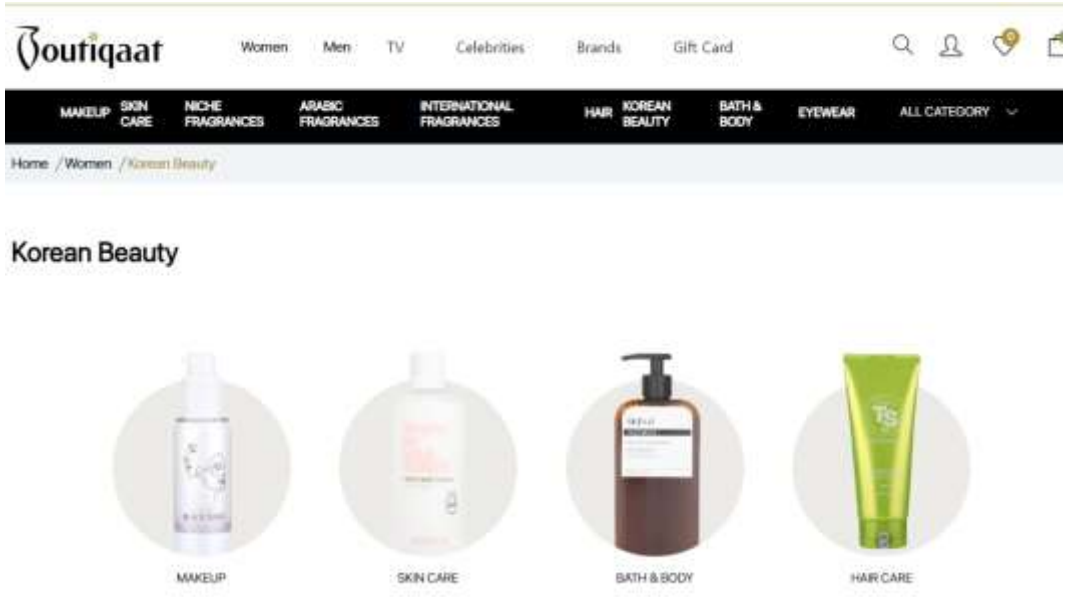 Boutiqaat
Women Men TV Celebrities Brands Gift Card
0
MAKEUP SKIN CARE NICHE FRAGRANCES ARABIC FRAGRANCES INTERNATIONAL FRAGRANCES HAIR KOREAN BEAUTY BATH & BODY EYEWEAR ALL CATEGORY
Home / Women / Korean Beauty
Korean Beauty
TS
MAKEUP SKIN CARE BATH & BODY HAIR CARE